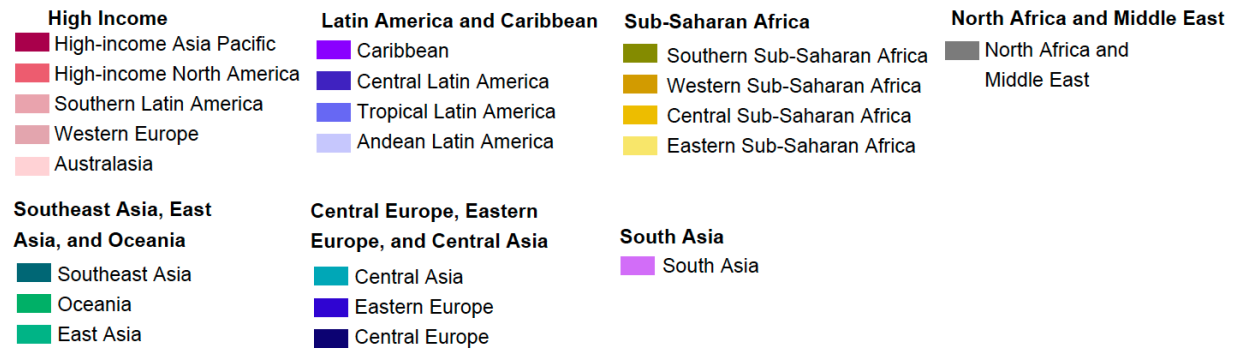 High Income
High-income Asia Pacific
High-income North America
Southern Latin America
Western Europe
Australasia
Latin America and Caribbean
Caribbean
Central Latin America
Tropical Latin America
Andean Latin America
Sub-Saharan Africa
Southern Sub-Saharan Africa
Western Sub-Saharan Africa
Central Sub-Saharan Africa
Eastern Sub-Saharan Africa
North Africa and Middle East
North Africa and
Middle East
Southeast Asia, East
Asia, and Oceania
Southeast Asia
Oceania
East Asia
Central Europe, Eastern
Europe, and Central Asia
Central Asia
Eastern Europe
Central Europe
South Asia
South Asia